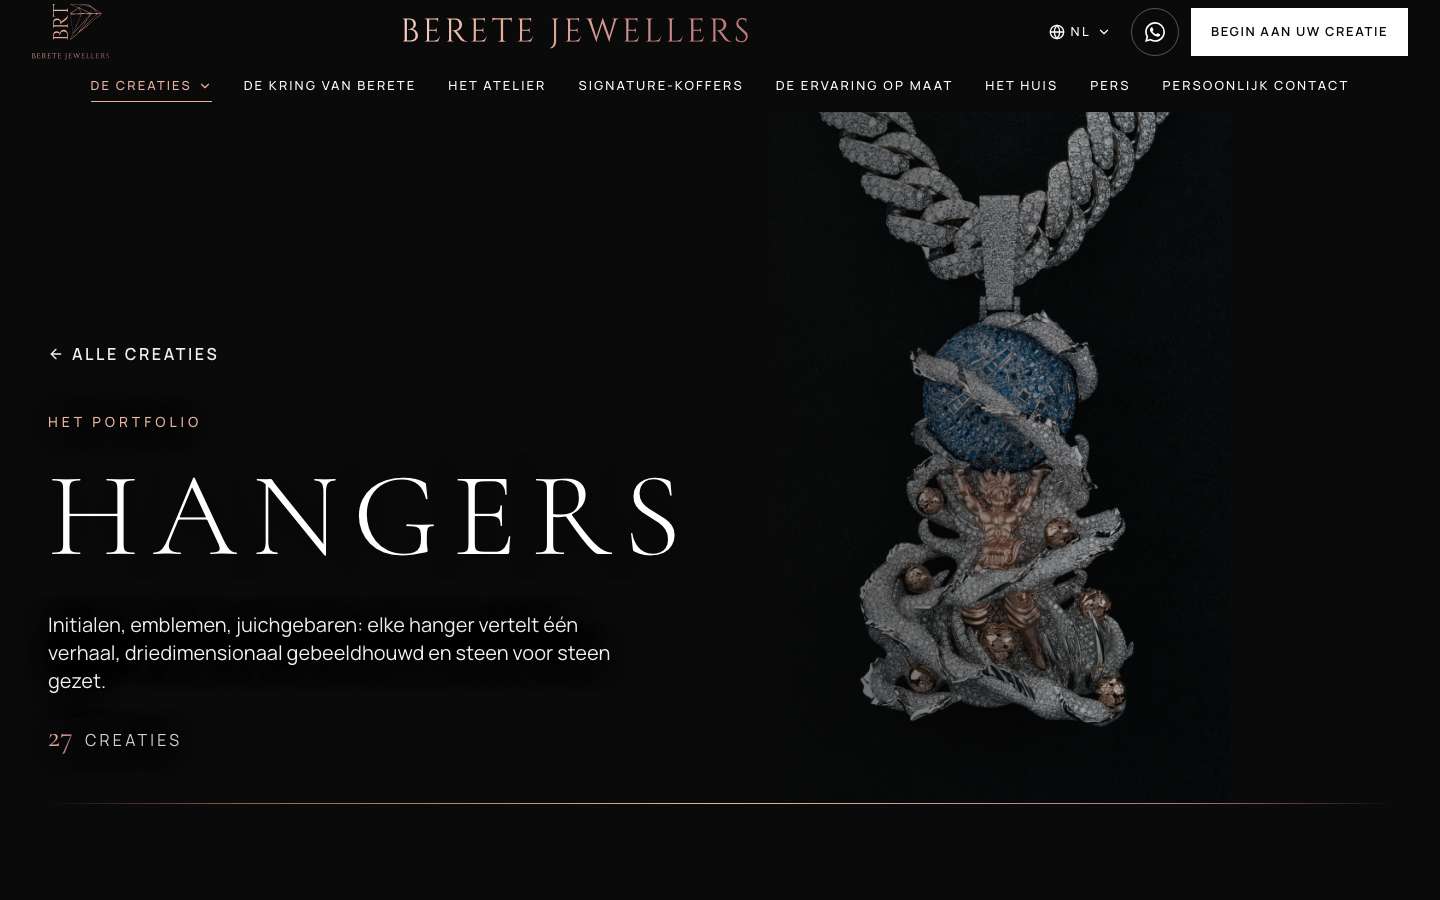 BRT
BERETE JEWELLERS
BERETE JEWELLERS
NL
BEGIN AAN UW CREATIE
DE CREATIES
DE KRING VAN BERETE
HET ATELIER
SIGNATURE-KOFFERS
DE ERVARING OP MAAT
HET HUIS
PERS
PERSOONLIJK CONTACT
ALLE CREATIES
HET PORTFOLIO
HANGERS
Initialen, emblemen, juichgebaren: elke hanger vertelt één
verhaal, driedimensionaal gebeeldhouwd en steen voor steen
gezet.
27 CREATIES